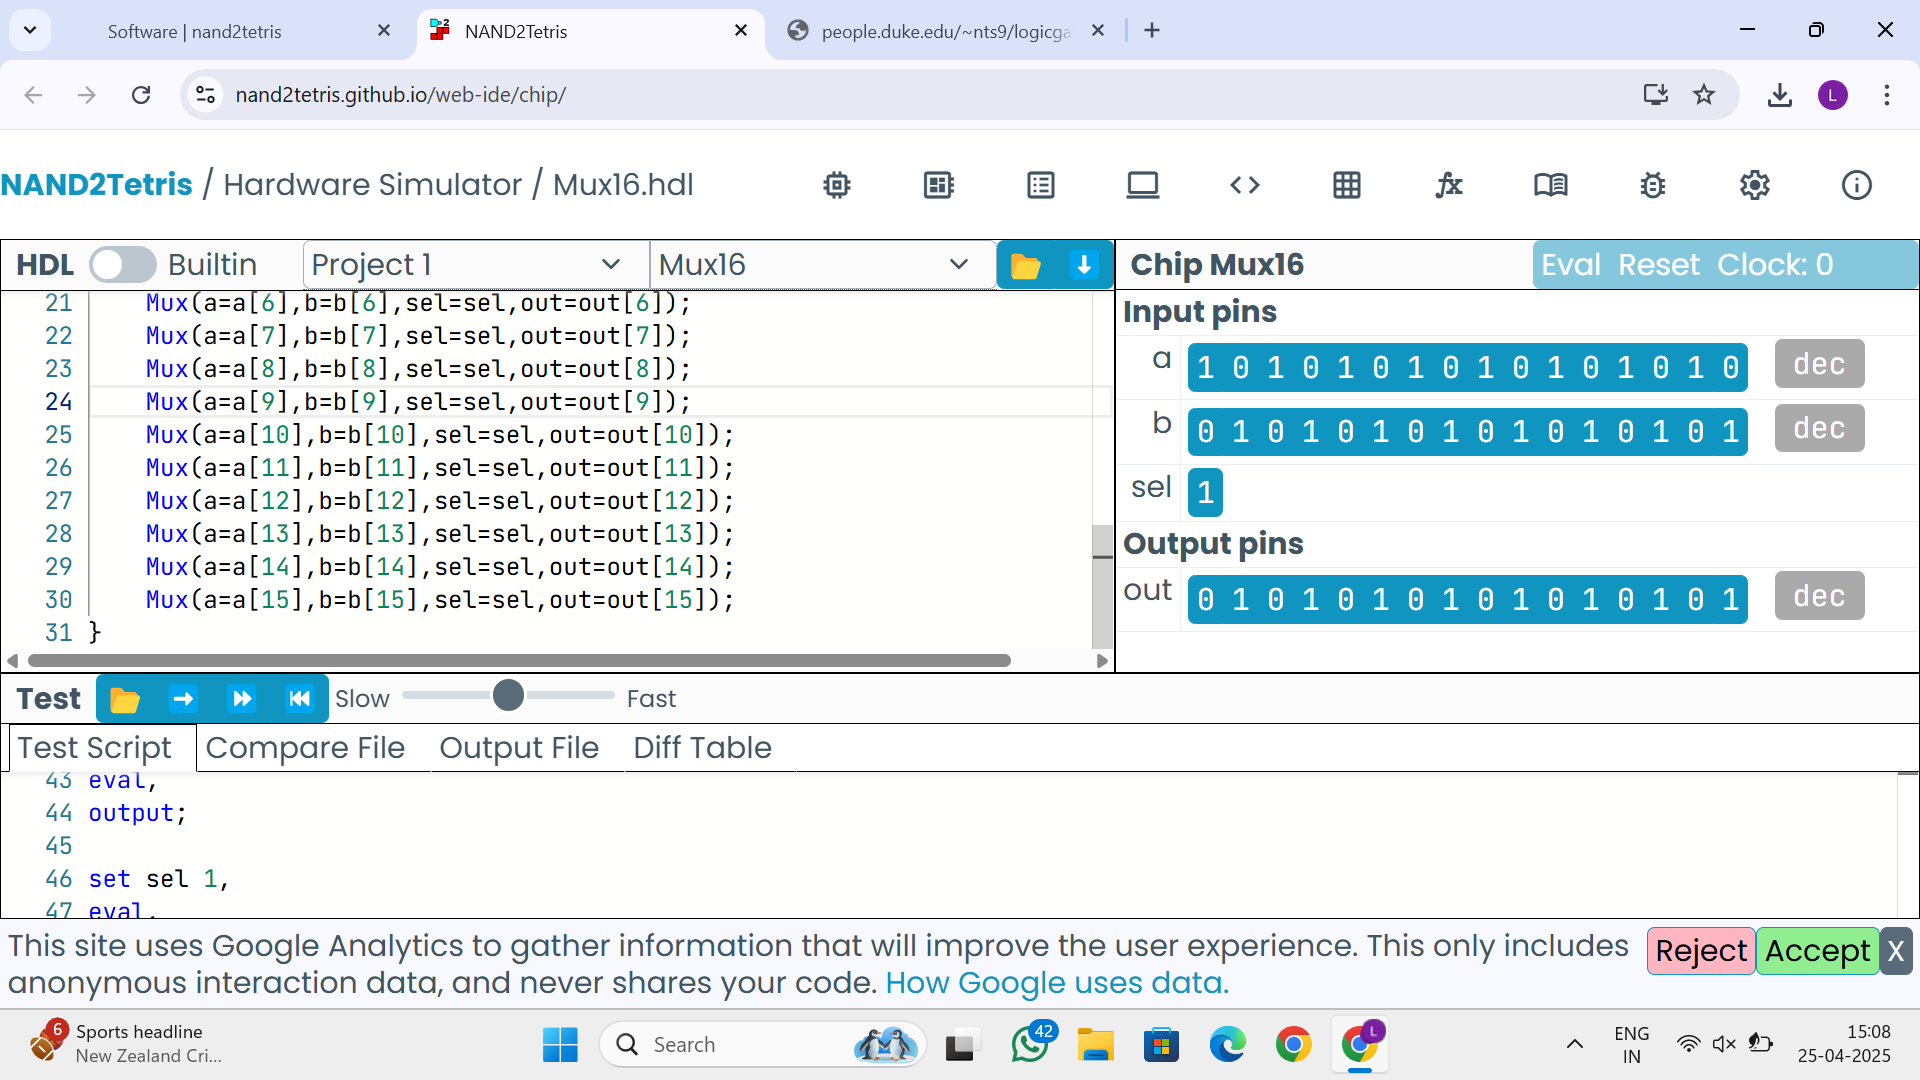 Software | nand2tetris
NAND2Tetris
people.duke.edu/~nts9/logicga
nand2tetris.github.io/web-ide/chip/
L
NAND2Tetris / Hardware Simulator / Mux16.hdl
HDL Builtin Project 1 Mux16
21 Mux(a=a[6],b=b[6],sel=sel,out=out[6]);
22 Mux(a=a[7],b=b[7],sel=sel,out=out[7]);
23 Mux(a=a[8],b=b[8],sel=sel,out=out[8]);
24 Mux(a=a[9],b=b[9],sel=sel,out=out[9]);
25 Mux(a=a[10],b=b[10],sel=sel,out=out[10]);
26 Mux(a=a[11],b=b[11],sel=sel,out=out[11]);
27 Mux(a=a[12],b=b[12],sel=sel,out=out[12]);
28 Mux(a=a[13],b=b[13],sel=sel,out=out[13]);
29 Mux(a=a[14],b=b[14],sel=sel,out=out[14]);
30 Mux(a=a[15],b=b[15],sel=sel,out=out[15]);
31 }
Chip Mux16 Eval Reset Clock: 0
Input pins
a 1 0 1 0 1 0 1 0 1 0 1 0 1 0 1 0 dec
b 0 1 0 1 0 1 0 1 0 1 0 1 0 1 0 1 dec
sel 1
Output pins
out 0 1 0 1 0 1 0 1 0 1 0 1 0 1 0 1 dec
Test Slow Fast
Test Script Compare File Output File Diff Table
43 eval,
44 output;
45
46 set sel 1,
47 eval,
This site uses Google Analytics to gather information that will improve the user experience. This only includes
anonymous interaction data, and never shares your code. How Google uses data.
Reject Accept X
6 Sports headline
New Zealand Cri...
Search
42
L
ENG
IN
15:08
25-04-2025